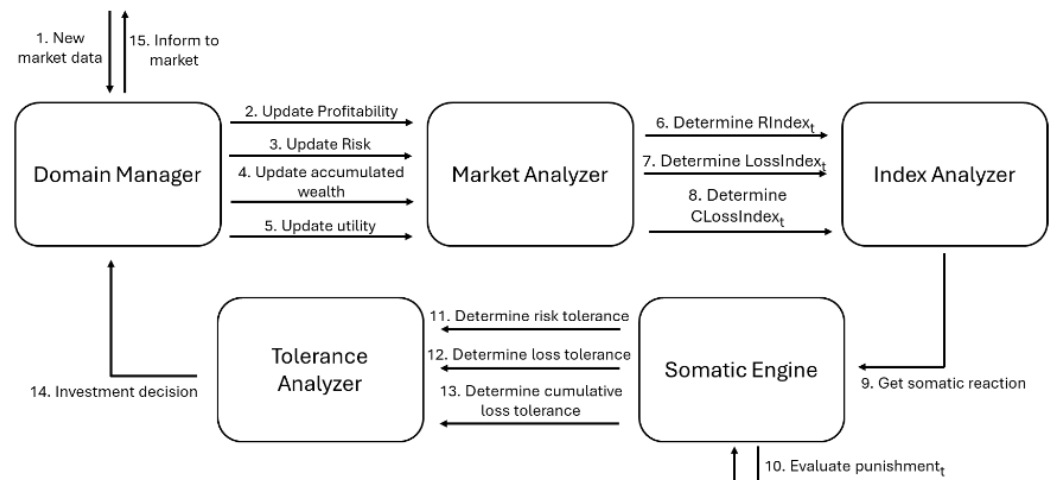 1. New
market data
15. Inform to
market
Domain Manager
2. Update Profitability
3. Update Risk
4. Update accumulated
wealth
5. Update utility
Market Analyzer
6. Determine RIndexₜ
7. Determine LossIndexₜ
8. Determine
CLossIndexₜ
Index Analyzer
9. Get somatic reaction
Somatic Engine
10. Evaluate punishmentₜ
11. Determine risk tolerance
12. Determine loss tolerance
13. Determine cumulative
loss tolerance
Tolerance
Analyzer
14. Investment decision